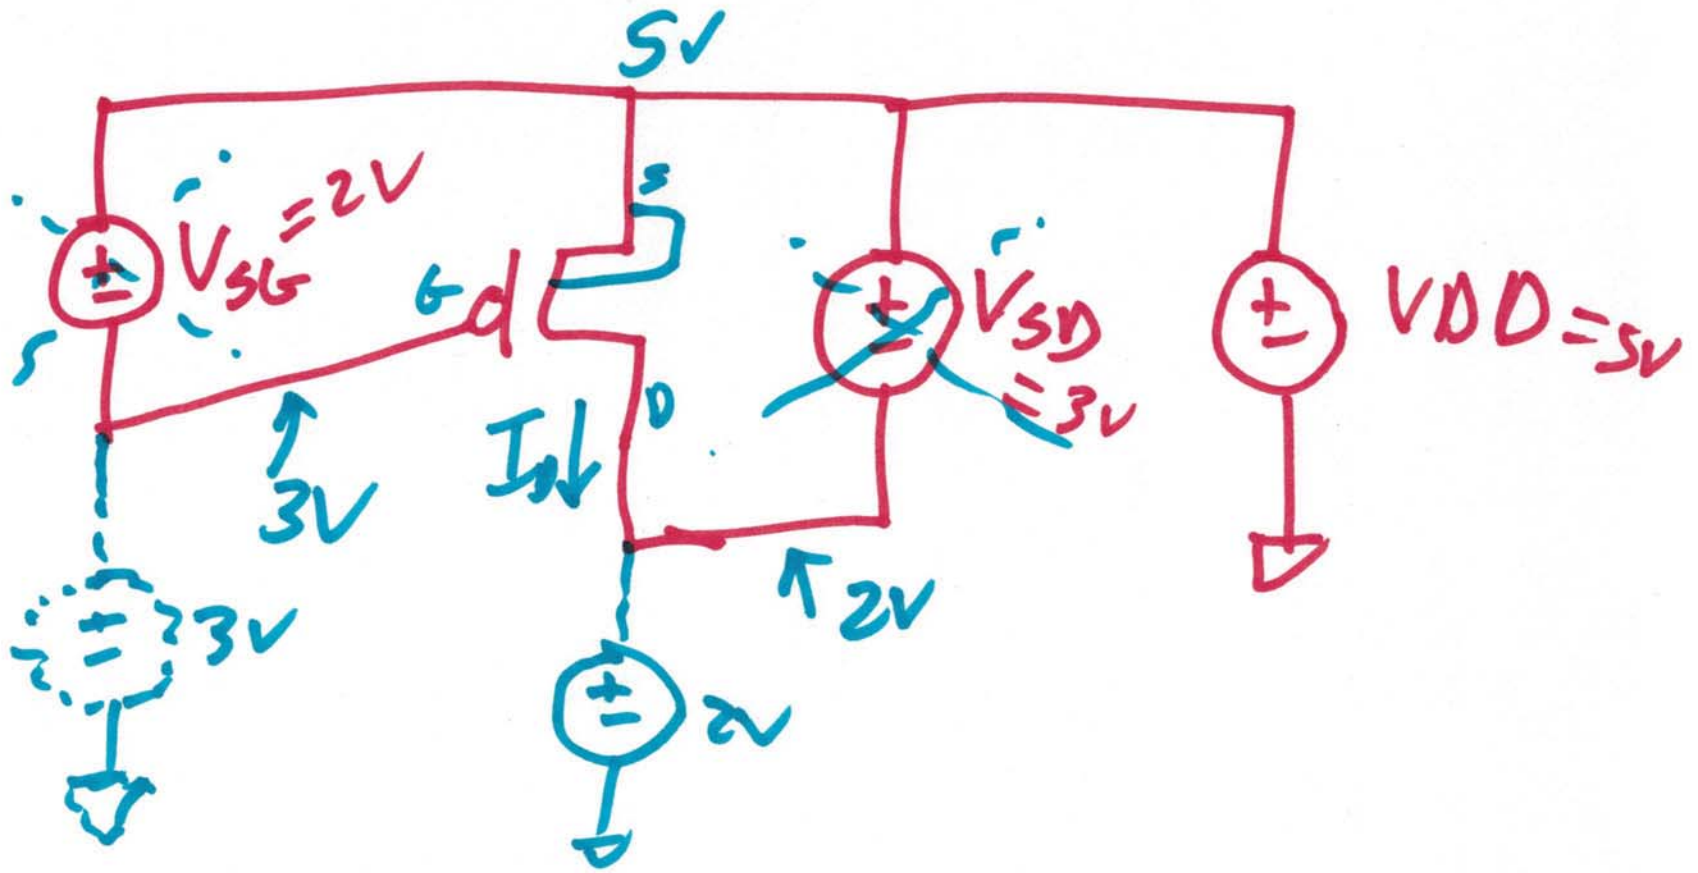 5V
S
VSG = 2V
G
VSD = 3V
VDD = 5V
D
ID↓
3V
2V
3V
2V